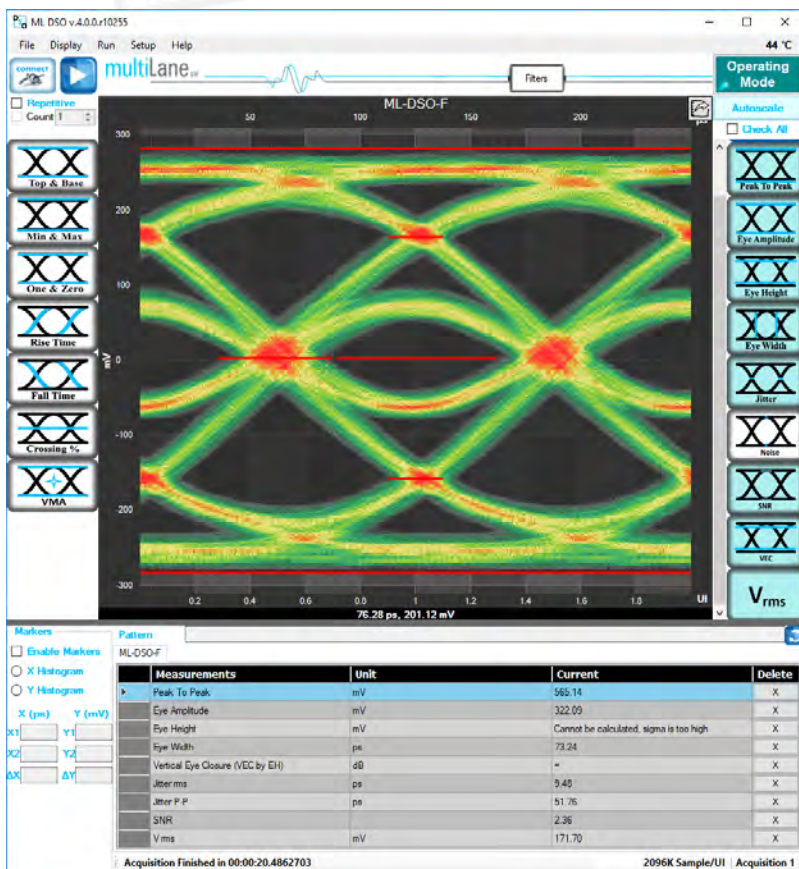 ML DSO v.4.0.0.r10255
File Display Run Setup Help
44 °C
connect
multiLane
Filters
Operating Mode
Repetitive
Count 1
Autoscale
Check All
ML-DSO-F
50 100 150 200
300
200
100
0
-100
-200
-300
mV
0.2 0.4 0.6 0.8 1 1.2 1.4 1.6 1.8 UI
76.28 ps, 201.12 mV
Top & Base
Min & Max
One & Zero
Rise Time
Fall Time
Crossing %
VMA
Peak To Peak
Eye Amplitude
Eye Height
Eye Width
Jitter
Noise
SNR
VEC
Vrms
Markers
Enable Markers
X Histogram
Y Histogram
X (ps) Y (mV)
X1 Y1
X2 Y2
ΔX ΔY
Pattern
ML-DSO-F
Measurements Unit Current Delete
Peak To Peak mV 565.14 X
Eye Amplitude mV 322.09 X
Eye Height mV Cannot be calculated, sigma is too high X
Eye Width ps 73.24 X
Vertical Eye Closure (VEC by EH) dB - X
Jitter rms ps 9.48 X
Jitter P-P ps 51.76 X
SNR 2.36 X
V rms mV 171.70 X
Acquisition Finished in 00:00:20.4862703
2096K Sample/UI Acquisition 1